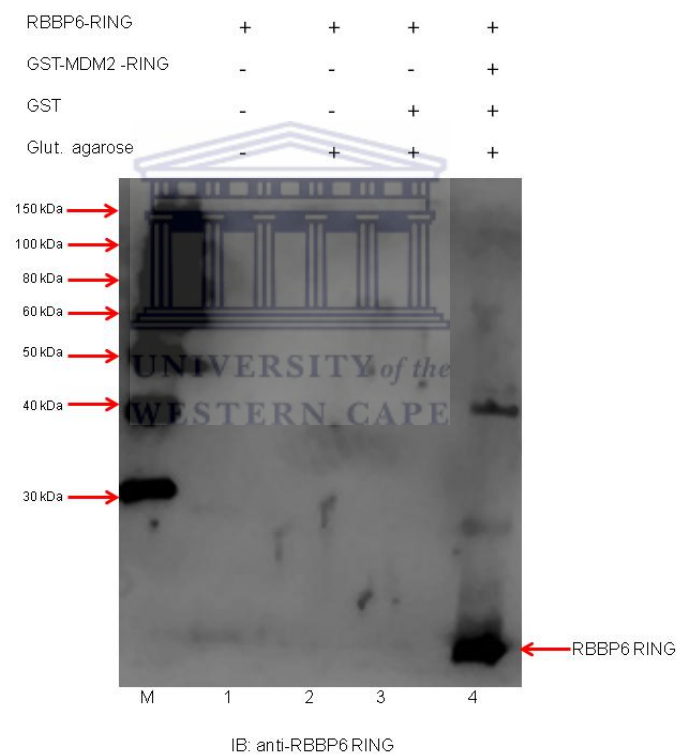 RBBP6-RING + + + +
GST-MDM2 -RING - - - +
GST - - + +
Glut. agarose - + + +
150 kDa
100 kDa
80 kDa
60 kDa
50 kDa
UNIVERSITY of the
40 kDa
WESTERN CAPE
30 kDa
RBBP6 RING
M 1 2 3 4
IB: anti-RBBP6 RING